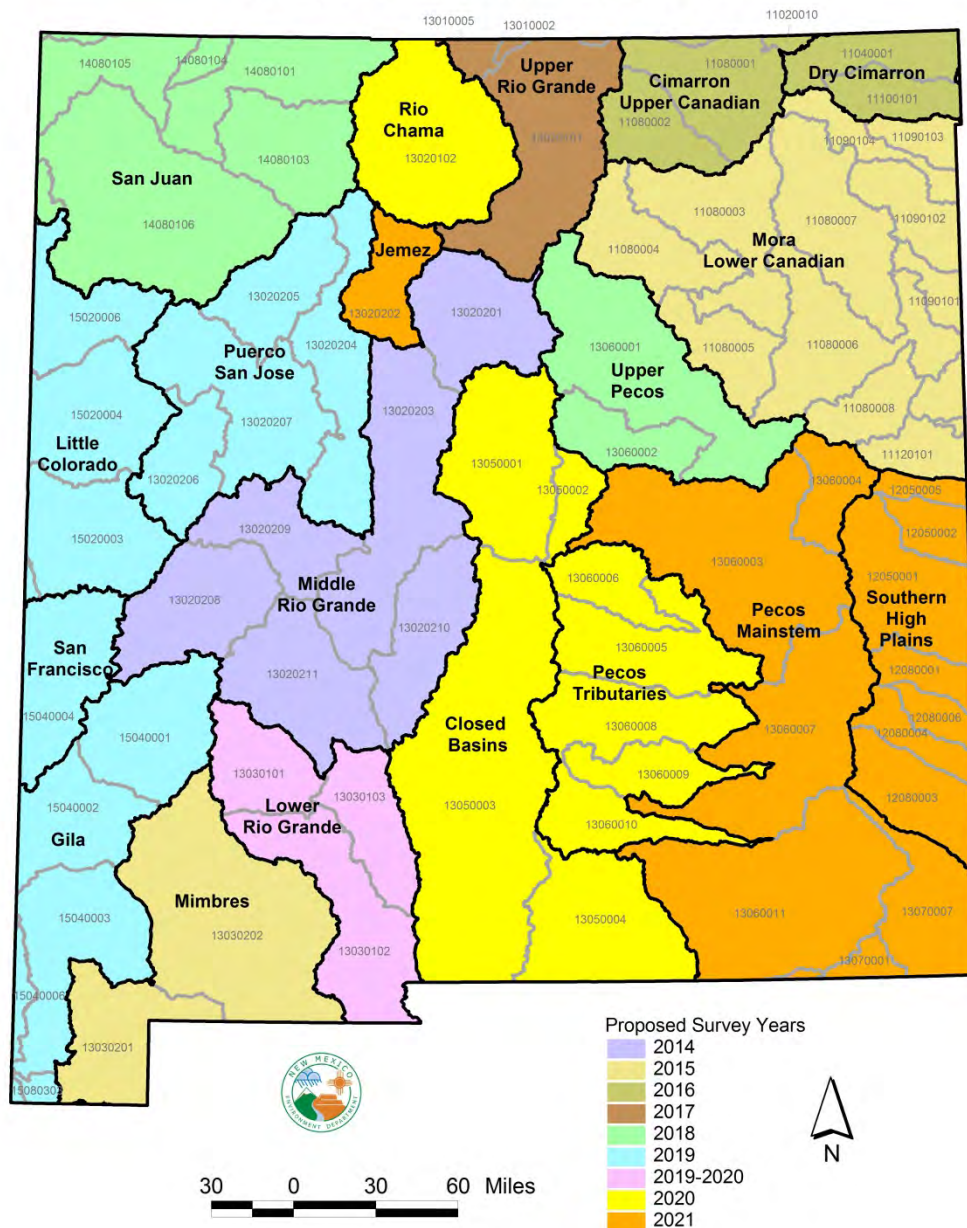 13010005
13010002
11020010
14080105
14080104
14080101
Rio
Chama
13020102
Upper
Rio Grande
13020101
11080001
Cimarron
Upper Canadian
11080002
11040001
Dry Cimarron
11100101
14080103
San Juan
14080106
11090104
11090103
11080003
11080007
11090102
11080004
Mora
Lower Canadian
Jemez
13020202
13020201
13020205
13020204
15020006
Puerco
San Jose
13060001
Upper
Pecos
11090101
11080005
11080006
15020004
13020207
13020203
Little
Colorado
13020206
13050001
13060002
11080008
11120101
13050002
13060004
12050005
12050002
15020003
13020209
13060003
12050001
Middle
Rio Grande
13020208
13020210
13060006
Southern
High
Plains
Pecos
Mainstem
San
Francisco
13020211
13060005
Pecos
Tributaries
12080001
15040004
15040001
Closed
Basins
13060008
13060007
12080006
12080004
13030101
13030103
13060009
15040002
Lower
Rio Grande
13050003
12080003
Gila
13060010
Mimbres
15040003
13030202
13030102
13050004
13060011
13070007
13070001
15040006
13030201
15080302
NEW MEXICO
ENVIRONMENT DEPARTMENT
Proposed Survey Years
2014
2015
2016
2017
2018
2019
2019-2020
2020
2021
N
30 0 30 60 Miles